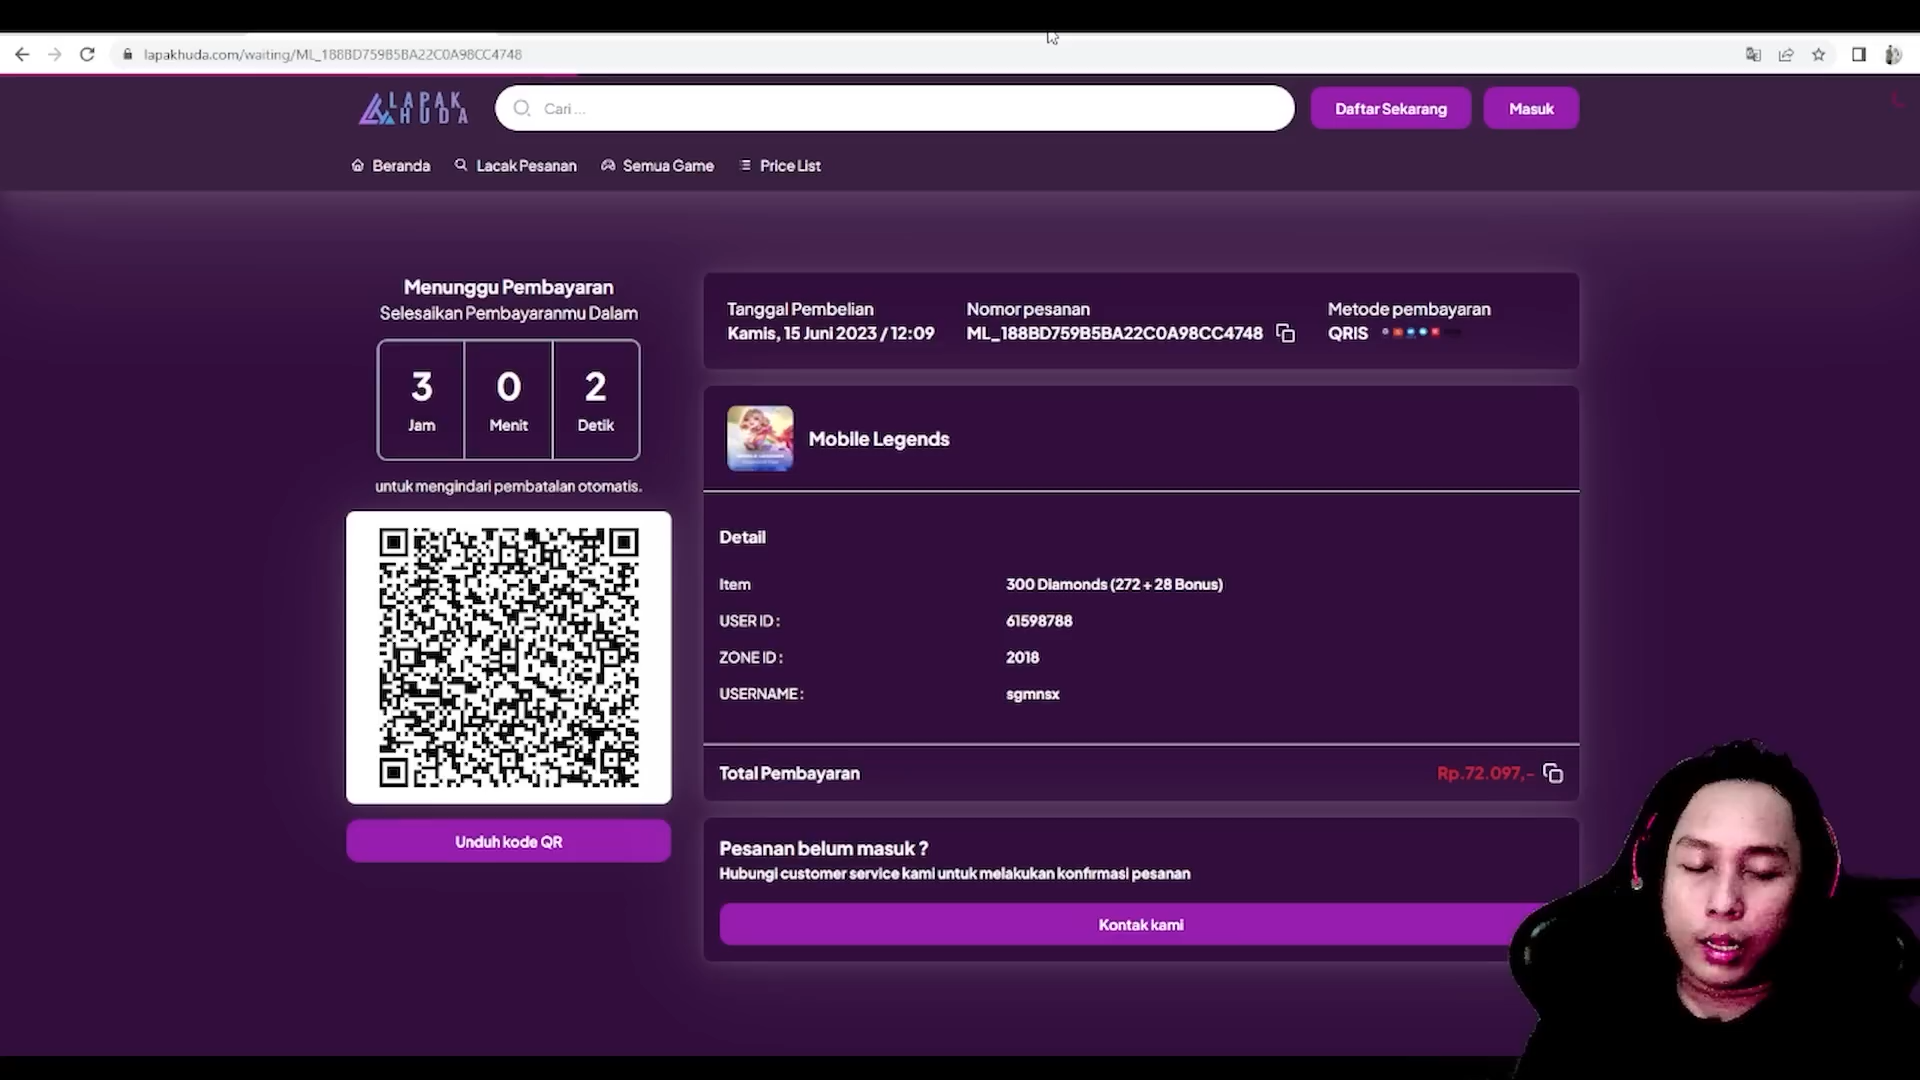 lapakhuda.com/waiting/ML_188BD759B5BA22C0A98CC4748
LAPAK
HUDA
Cari ...
Daftar Sekarang
Masuk
Beranda
Lacak Pesanan
Semua Game
Price List
Menunggu Pembayaran
Selesaikan Pembayaranmu Dalam
3 0 2
Jam Menit Detik
untuk mengindari pembatalan otomatis.
Unduh kode QR
Tanggal Pembelian
Kamis, 15 Juni 2023 / 12:09
Nomor pesanan
ML_188BD759B5BA22C0A98CC4748
Metode pembayaran
QRIS
Mobile Legends
Detail
Item 300 Diamonds (272 + 28 Bonus)
USER ID : 61598788
ZONE ID : 2018
USERNAME : sgmnsx
Total Pembayaran Rp.72.097,-
Pesanan belum masuk ?
Hubungi customer service kami untuk melakukan konfirmasi pesanan
Kontak kami